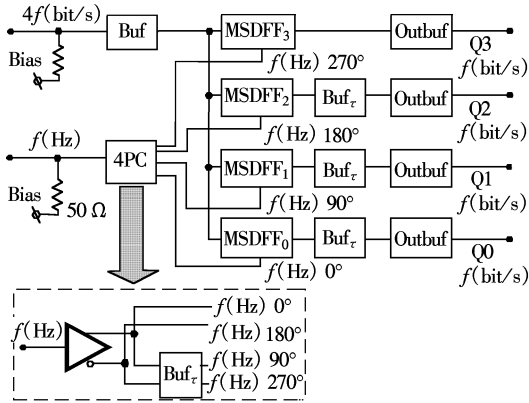 4f(bit/s)
Buf
MSDFF₃
Outbuf
Q3
f(bit/s)
Bias
f(Hz) 270°
MSDFF₂
Bufτ
Outbuf
Q2
f(bit/s)
f(Hz) 180°
f(Hz)
4PC
MSDFF₁
Bufτ
Outbuf
Q1
f(bit/s)
Bias
50 Ω
f(Hz) 90°
MSDFF₀
Bufτ
Outbuf
Q0
f(bit/s)
f(Hz) 0°
f(Hz) 0°
f(Hz)
f(Hz) 180°
Bufτ
f(Hz) 90°
f(Hz) 270°